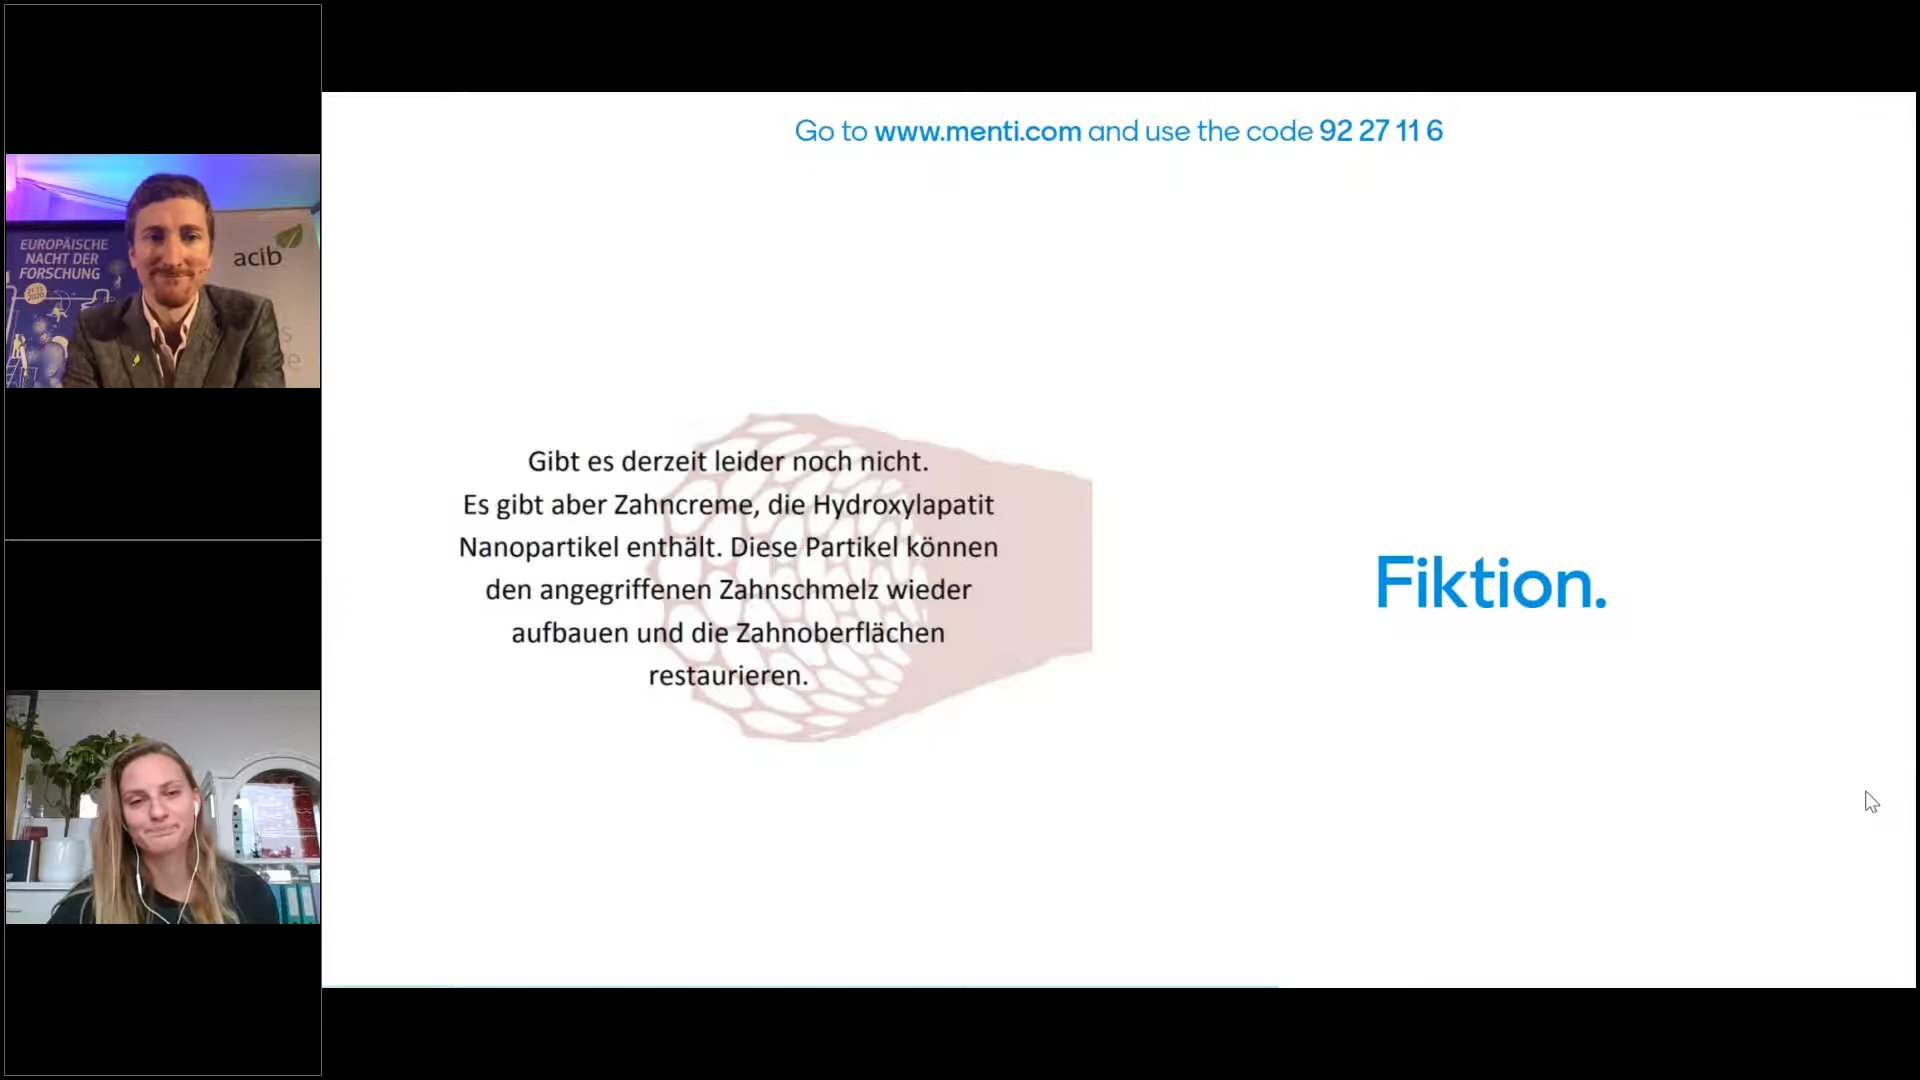 Go to www.menti.com and use the code 92 27 11 6
EUROPÄISCHE
NACHT DER
FORSCHUNG
acib
Gibt es derzeit leider noch nicht.
Es gibt aber Zahncreme, die Hydroxylapatit
Nanopartikel enthält. Diese Partikel können
den angegriffenen Zahnschmelz wieder
aufbauen und die Zahnoberflächen
restaurieren.
Fiktion.